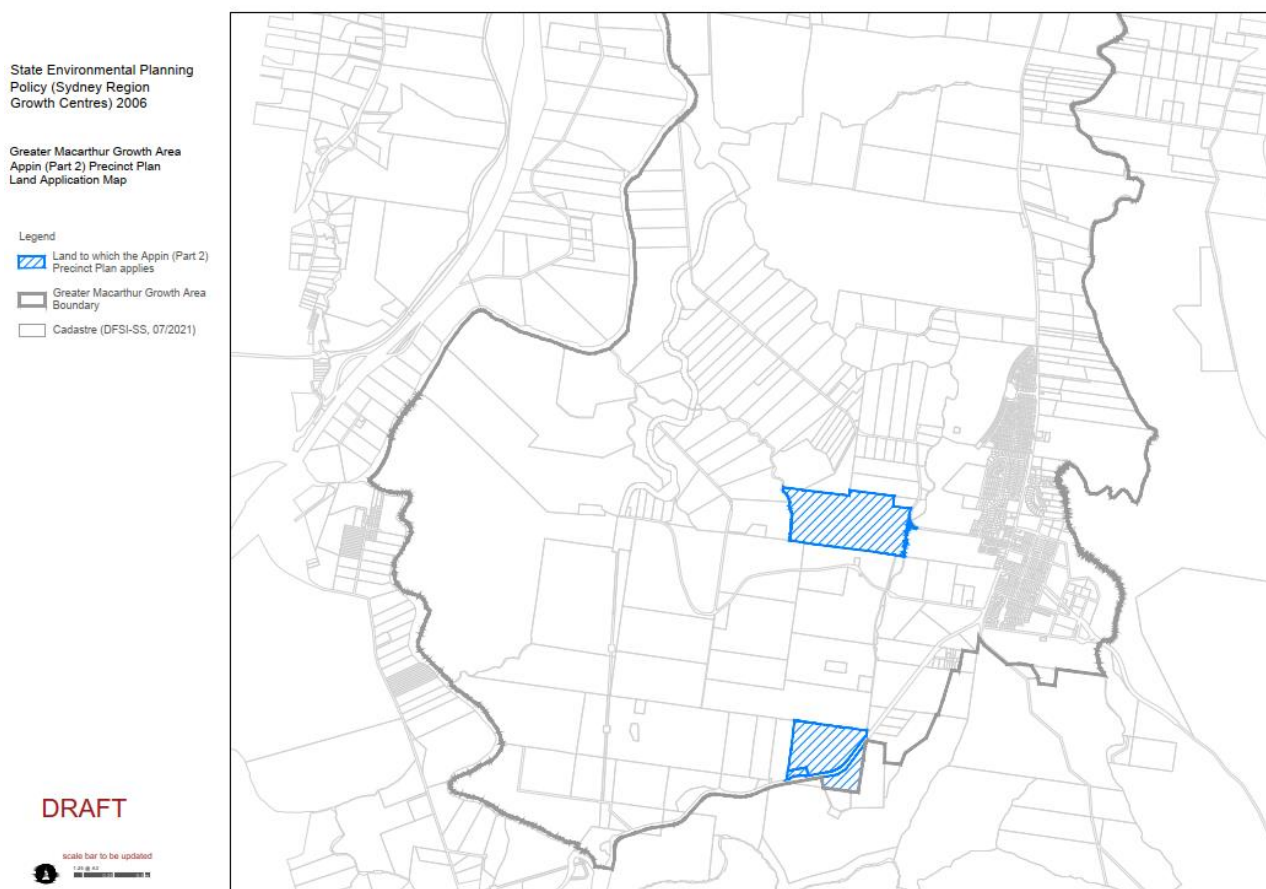 State Environmental Planning
Policy (Sydney Region
Growth Centres) 2006
Greater Macarthur Growth Area
Appin (Part 2) Precinct Plan
Land Application Map
Legend
Land to which the Appin (Part 2)
Precinct Plan applies
Greater Macarthur Growth Area
Boundary
Cadastre (DFSI-SS, 07/2021)
DRAFT
scale bar to be updated